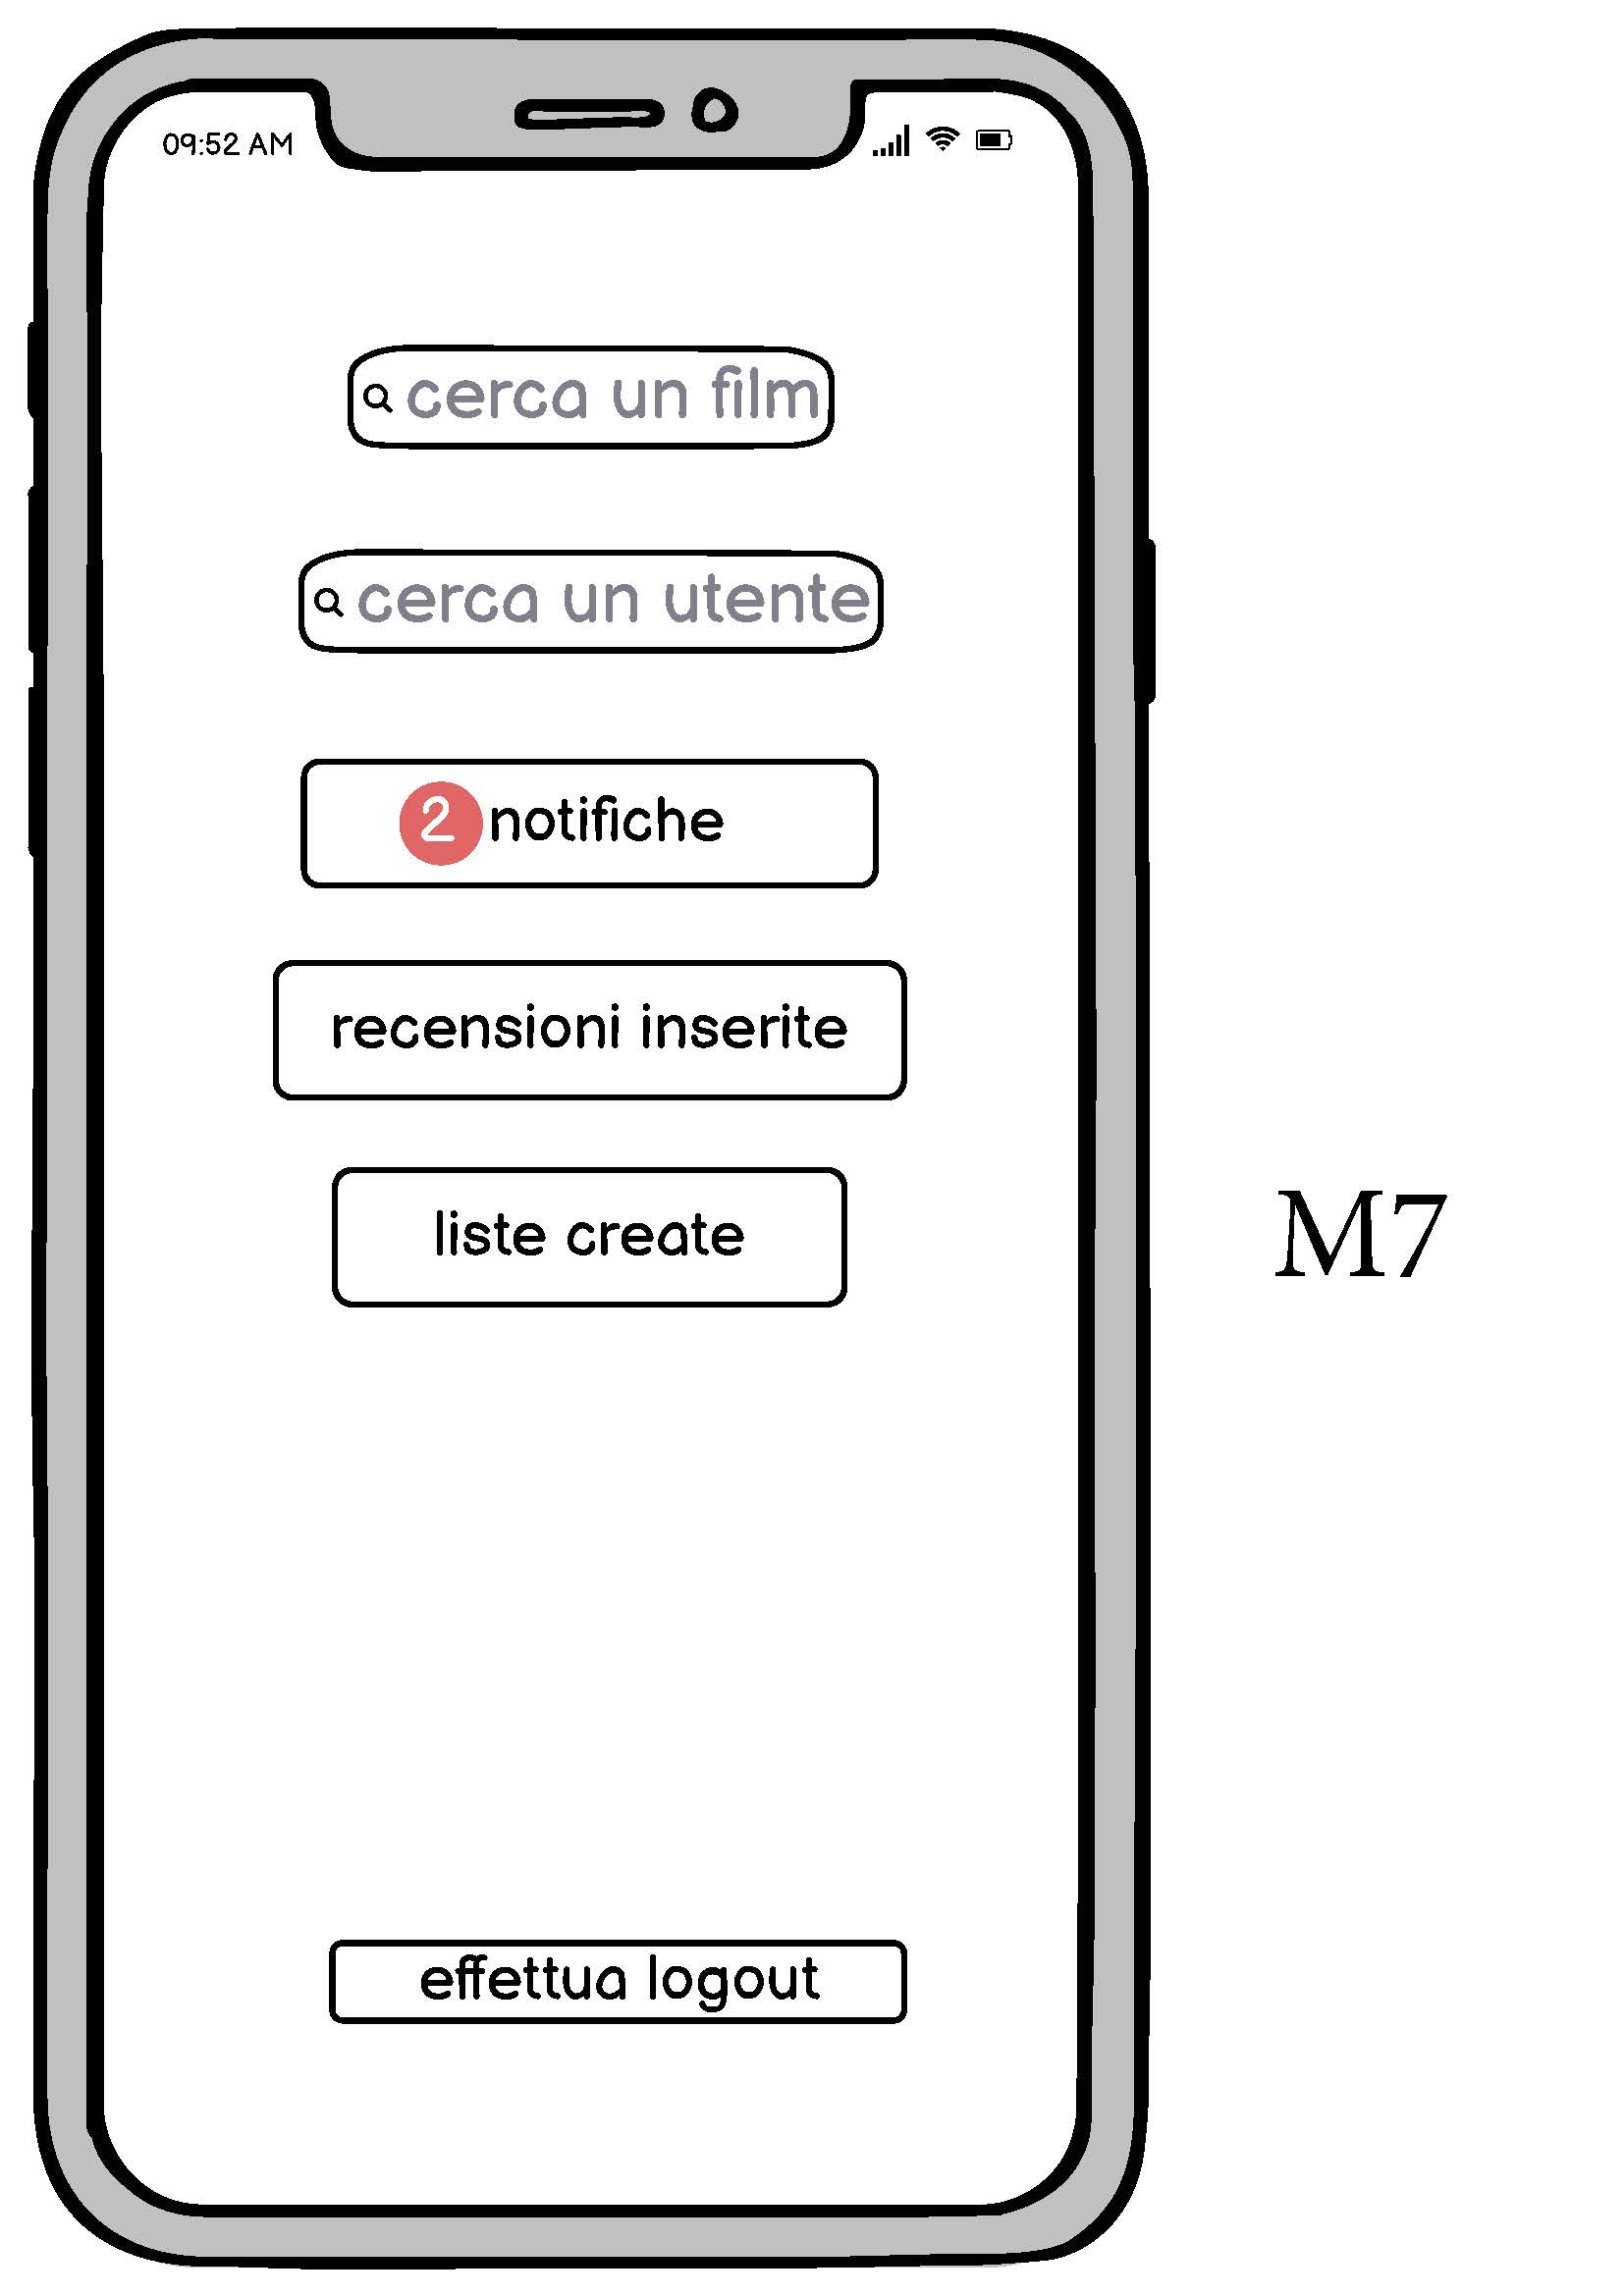 09:52 AM
cerca un film
cerca un utente
2 notifiche
recensioni inserite
liste create
M7
effettua logout